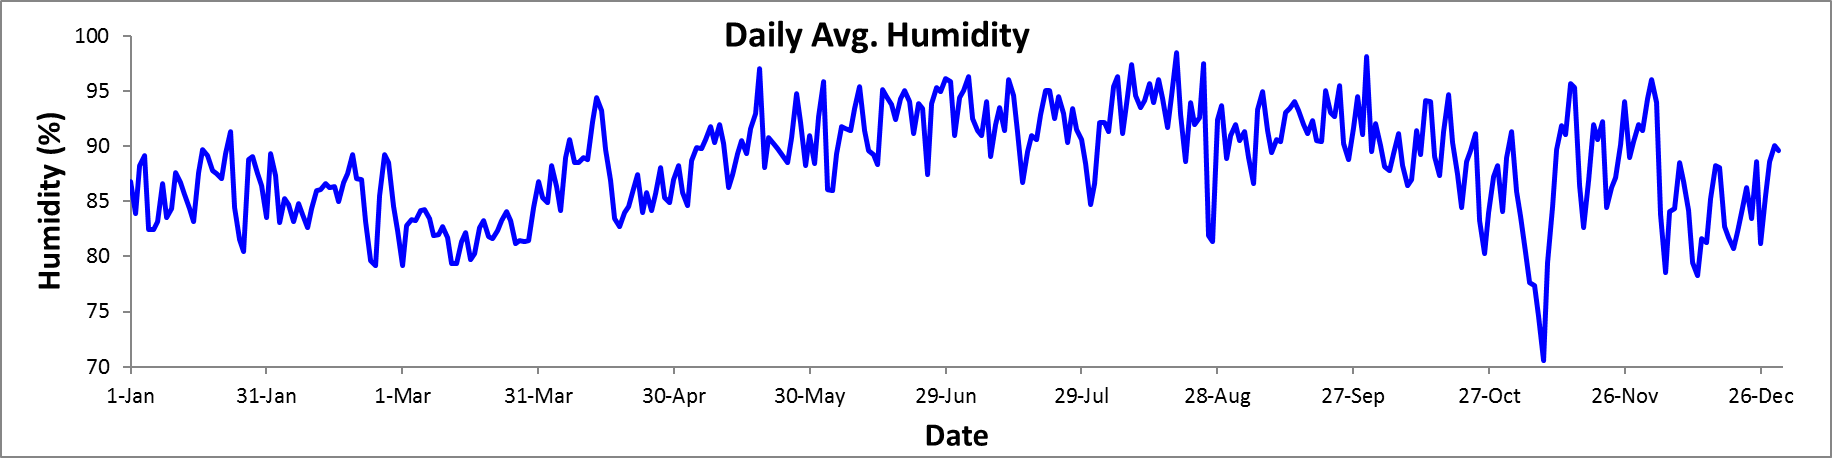 Daily Avg. Humidity
Humidity (%)
100
95
90
85
80
75
70
1-Jan 31-Jan 1-Mar 31-Mar 30-Apr 30-May 29-Jun 29-Jul 28-Aug 27-Sep 27-Oct 26-Nov 26-Dec
Date